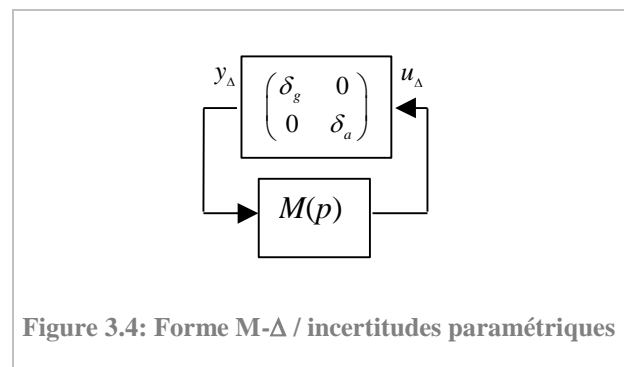 y_Δ u_Δ
δ_g 0
0 δ_a
M(p)
Figure 3.4: Forme M-Δ / incertitudes paramétriques